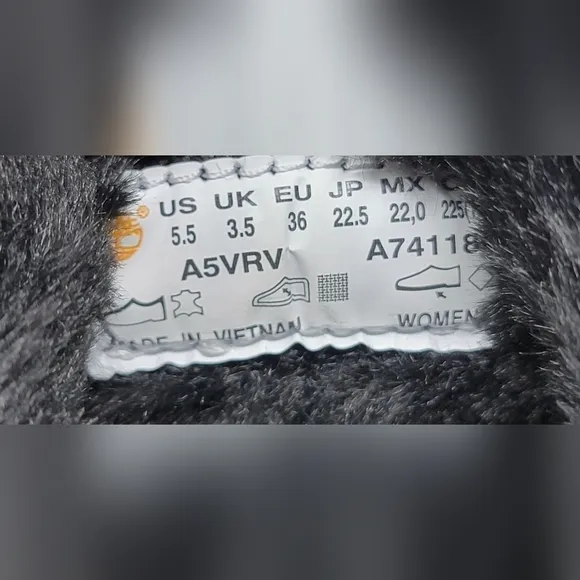 US UK EU JP MX
5.5 3.5 36 22.5 22,0 225
A5VRV A74118
MADE IN VIETNAM WOMEN